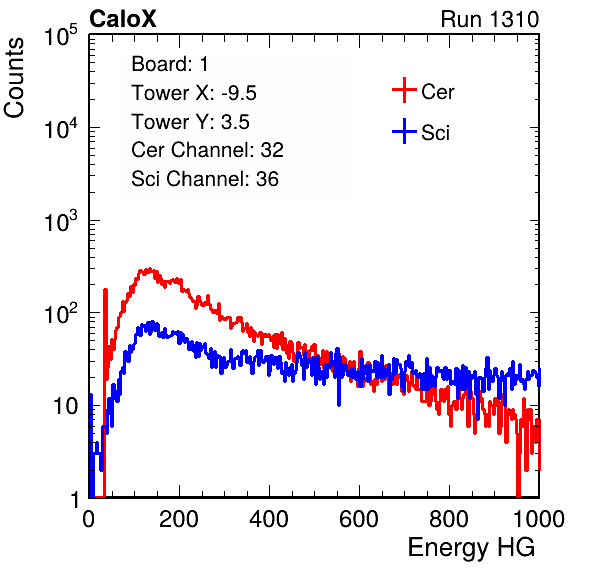 CaloX
Run 1310
Counts
10^5
10^4
10^3
10^2
10
1
Board: 1
Tower X: -9.5
Tower Y: 3.5
Cer Channel: 32
Sci Channel: 36
Cer
Sci
0 200 400 600 800 1000
Energy HG